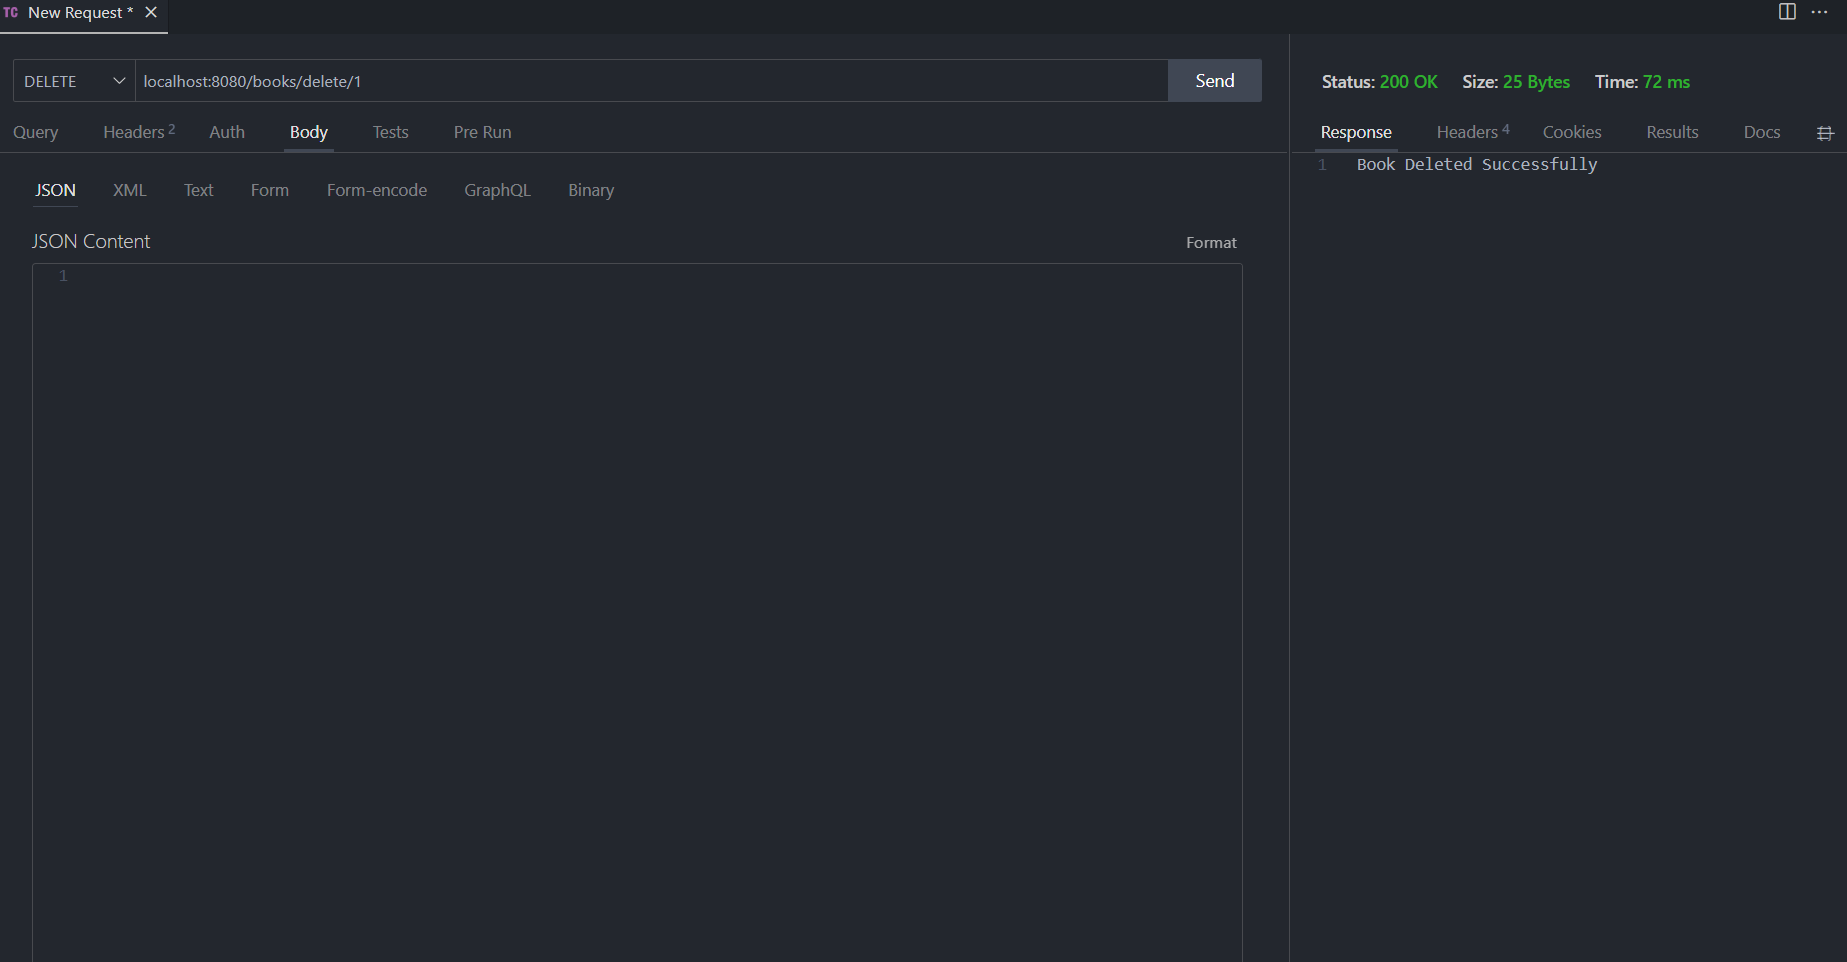 TC New Request *
DELETE localhost:8080/books/delete/1 Send
Query Headers 2 Auth Body Tests Pre Run
JSON XML Text Form Form-encode GraphQL Binary
JSON Content Format
1
Status: 200 OK Size: 25 Bytes Time: 72 ms
Response Headers 4 Cookies Results Docs
1 Book Deleted Successfully